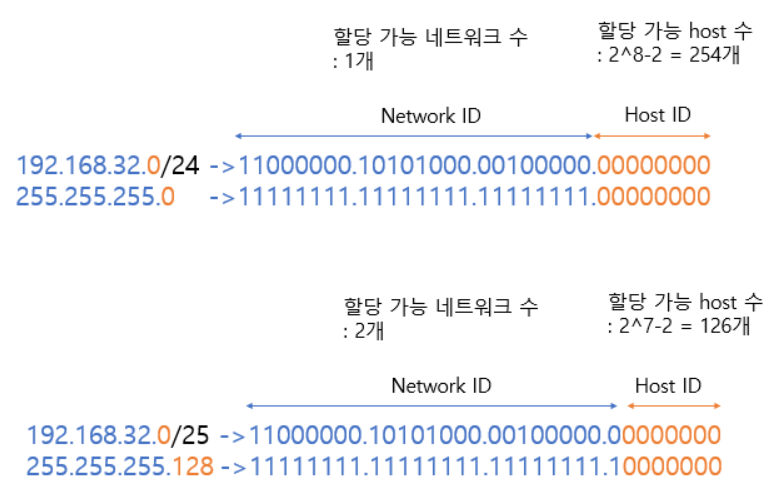 할당 가능 네트워크 수
: 1개
할당 가능 host 수
: 2^8-2 = 254개
Network ID
Host ID
192.168.32.0/24 ->11000000.10101000.00100000.00000000
255.255.255.0 ->11111111.11111111.11111111.00000000
할당 가능 네트워크 수
: 2개
할당 가능 host 수
: 2^7-2 = 126개
Network ID
Host ID
192.168.32.0/25 ->11000000.10101000.00100000.00000000
255.255.255.128 ->11111111.11111111.11111111.10000000